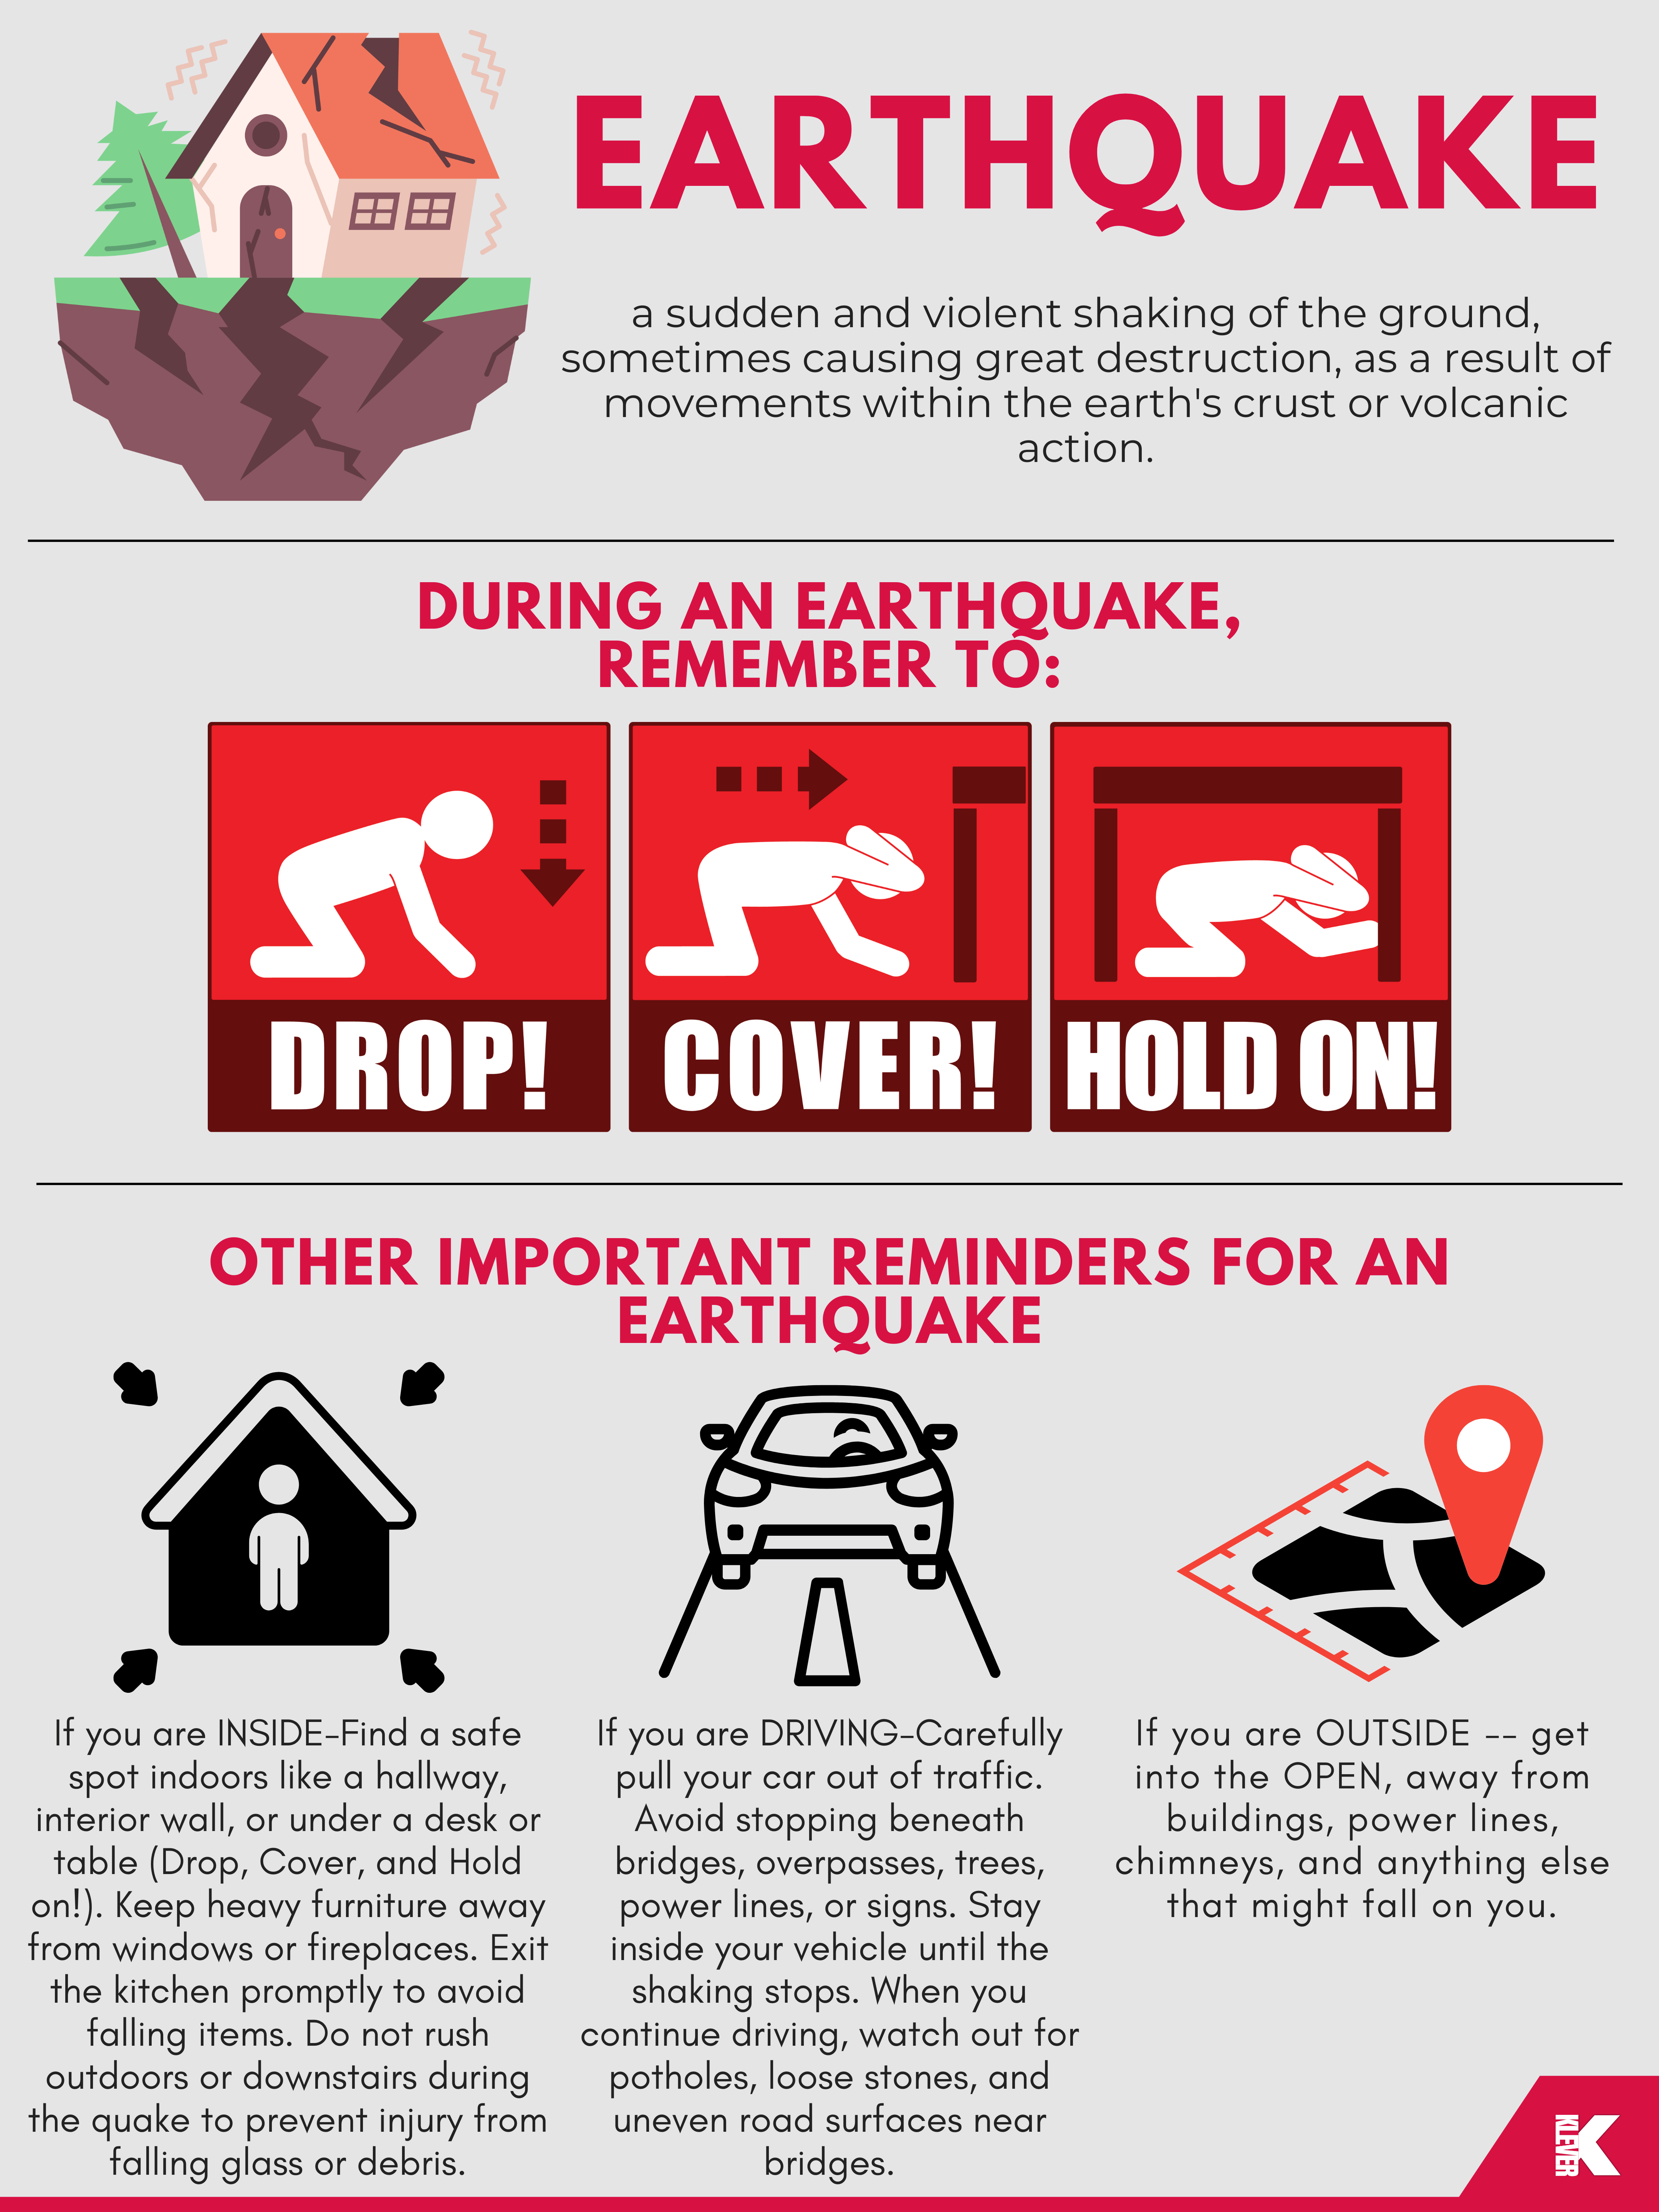 EARTHQUAKE
a sudden and violent shaking of the ground,
sometimes causing great destruction, as a result of
movements within the earth's crust or volcanic
action.
DURING AN EARTHQUAKE,
REMEMBER TO:
DROP!
COVER!
HOLD ON!
OTHER IMPORTANT REMINDERS FOR AN
EARTHQUAKE
If you are INSIDE-Find a safe
spot indoors like a hallway,
interior wall, or under a desk or
table (Drop, Cover, and Hold
on!). Keep heavy furniture away
from windows or fireplaces. Exit
the kitchen promptly to avoid
falling items. Do not rush
outdoors or downstairs during
the quake to prevent injury from
falling glass or debris.
If you are DRIVING-Carefully
pull your car out of traffic.
Avoid stopping beneath
bridges, overpasses, trees,
power lines, or signs. Stay
inside your vehicle until the
shaking stops. When you
continue driving, watch out for
potholes, loose stones, and
uneven road surfaces near
bridges.
If you are OUTSIDE -- get
into the OPEN, away from
buildings, power lines,
chimneys, and anything else
that might fall on you.
KLEVER
K